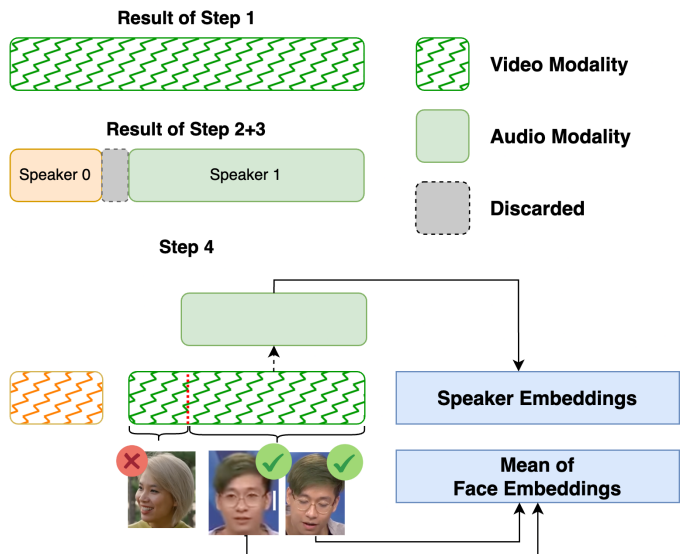 Result of Step 1
Video Modality
Result of Step 2+3
Audio Modality
Speaker 0
Speaker 1
Discarded
Step 4
Speaker Embeddings
Mean of
Face Embeddings